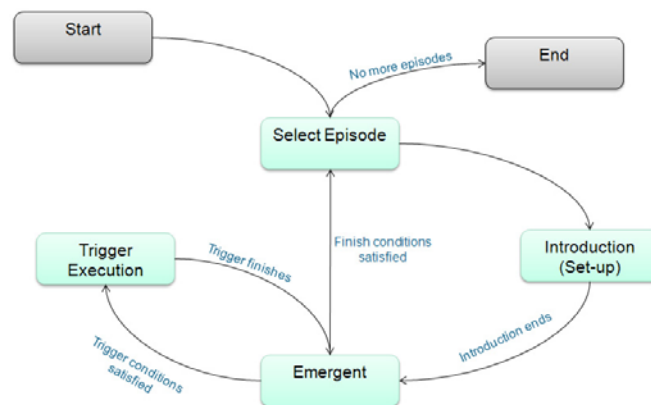 Start
No more episodes
End
Select Episode
Trigger
Execution
Trigger finishes
Finish conditions
satisfied
Introduction
(Set-up)
Trigger conditions
satisfied
Introduction ends
Emergent